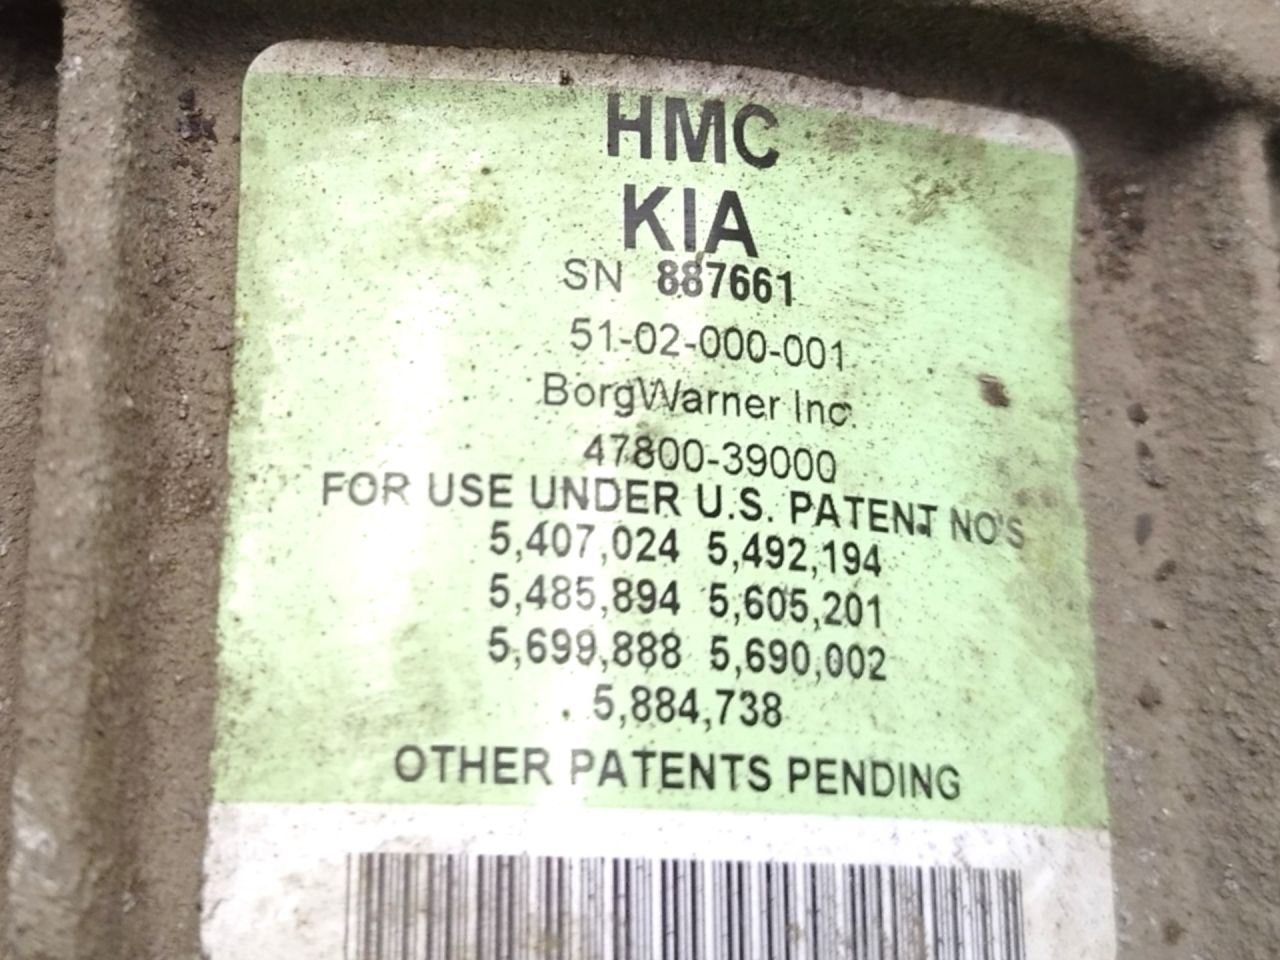 HMC
KIA
SN 887661
51-02-000-001
BorgWarner Inc.
47800-39000
FOR USE UNDER U.S. PATENT NO'S
5,407,024 5,492,194
5,485,894 5,605,201
5,699,888 5,690,002
5,884,738
OTHER PATENTS PENDING